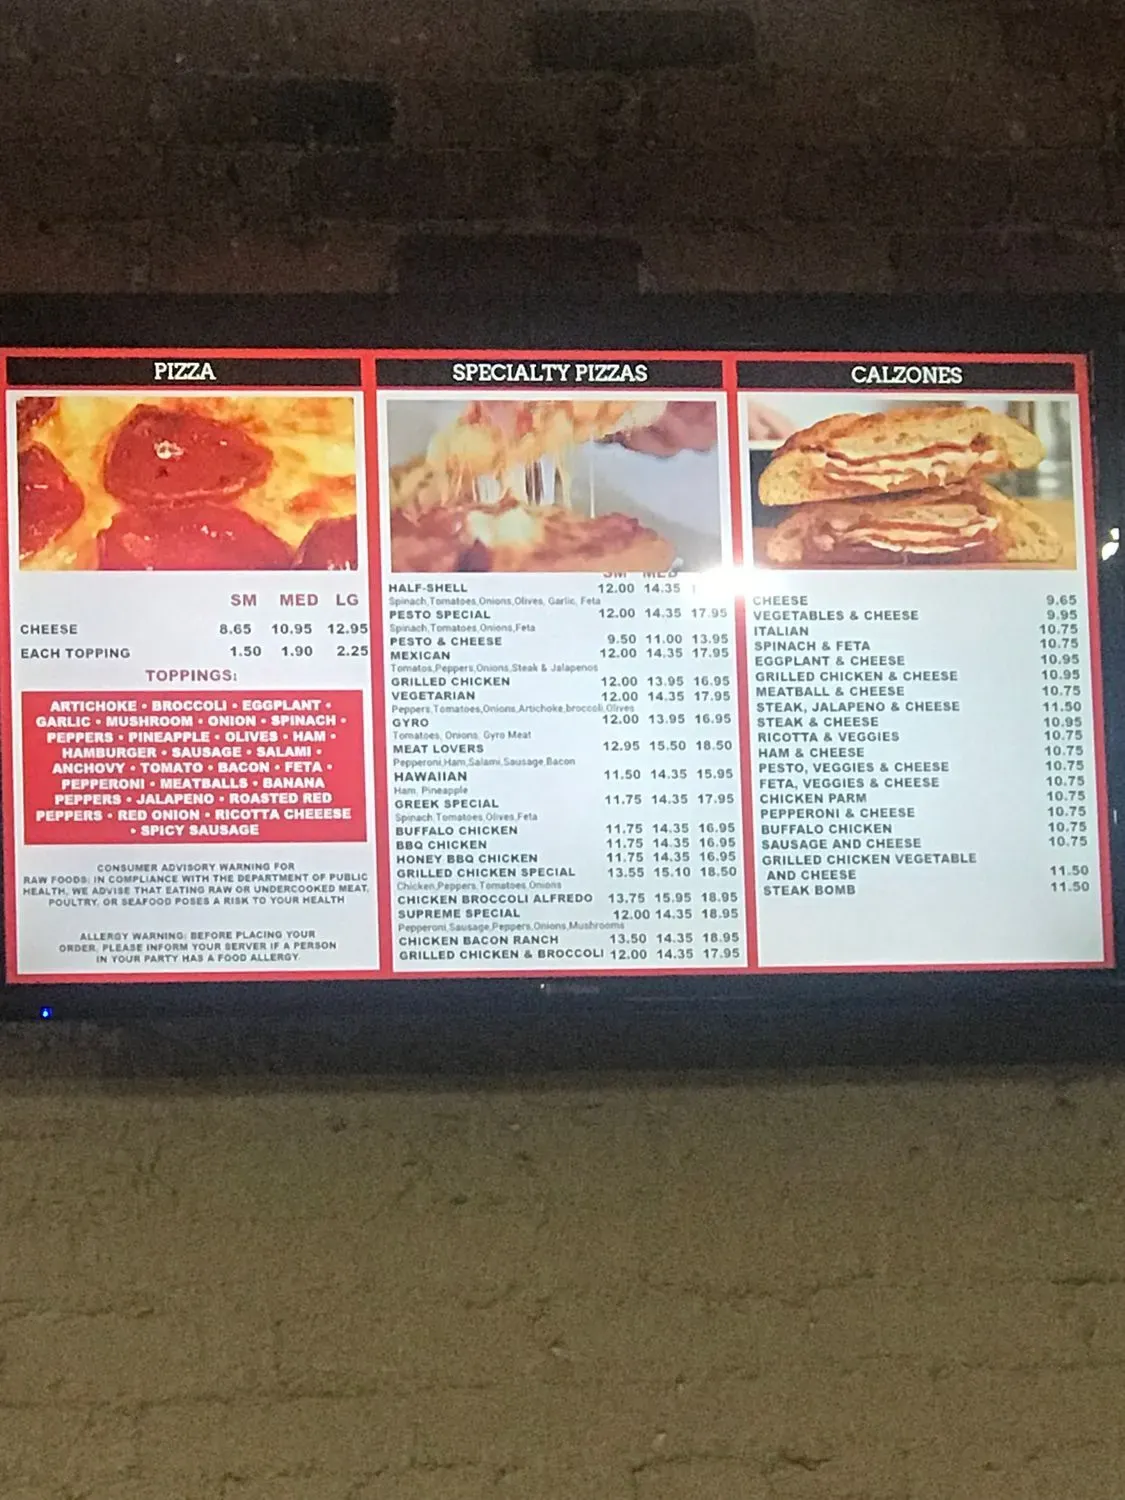 PIZZA
SM MED LG
CHEESE 8.65 10.95 12.95
EACH TOPPING 1.50 1.90 2.25
TOPPINGS:
ARTICHOKE • BROCCOLI • EGGPLANT •
GARLIC • MUSHROOM • ONION • SPINACH •
PEPPERS • PINEAPPLE • OLIVES • HAM •
HAMBURGER • SAUSAGE • SALAMI •
ANCHOVY • TOMATO • BACON • FETA •
PEPPERONI • MEATBALLS • BANANA
PEPPERS • JALAPENO • ROASTED RED
PEPPERS • RED ONION • RICOTTA CHEEESE
• SPICY SAUSAGE
CONSUMER ADVISORY WARNING FOR
RAW FOODS: IN COMPLIANCE WITH THE DEPARTMENT OF PUBLIC
HEALTH, WE ADVISE THAT EATING RAW OR UNDERCOOKED MEAT,
POULTRY, OR SEAFOOD POSES A RISK TO YOUR HEALTH
ALLERGY WARNING: BEFORE PLACING YOUR
ORDER, PLEASE INFORM YOUR SERVER IF A PERSON
IN YOUR PARTY HAS A FOOD ALLERGY
SPECIALTY PIZZAS
SM MED
HALF-SHELL 12.00 14.35
Spinach,Tomatoes,Onions,Olives, Garlic, Feta
PESTO SPECIAL 12.00 14.35 17.95
Spinach,Tomatoes,Onions,Feta
PESTO & CHEESE 9.50 11.00 13.95
MEXICAN 12.00 14.35 17.95
Tomatos,Peppers,Onions,Steak & Jalapenos
GRILLED CHICKEN 12.00 13.95 16.95
VEGETARIAN 12.00 14.35 17.95
Peppers,Tomatoes,Onions,Artichoke,broccoli,Olives
GYRO 12.00 13.95 16.95
Tomatoes, Onions, Gyro Meat
MEAT LOVERS 12.95 15.50 18.50
Pepperoni,Ham,Salami,Sausage,Bacon
HAWAIIAN 11.50 14.35 15.95
Ham, Pineapple
GREEK SPECIAL 11.75 14.35 17.95
Spinach,Tomatoes,Olives,Feta
BUFFALO CHICKEN 11.75 14.35 16.95
BBQ CHICKEN 11.75 14.35 16.95
HONEY BBQ CHICKEN 11.75 14.35 16.95
GRILLED CHICKEN SPECIAL 13.55 15.10 18.50
Chicken,Peppers,Tomatoes,Onions
CHICKEN BROCCOLI ALFREDO 13.75 15.95 18.95
SUPREME SPECIAL 12.00 14.35 18.95
Pepperoni,Sausage,Peppers,Onions,Mushrooms
CHICKEN BACON RANCH 13.50 14.35 18.95
GRILLED CHICKEN & BROCCOLI 12.00 14.35 17.95
CALZONES
CHEESE 9.65
VEGETABLES & CHEESE 9.95
ITALIAN 10.75
SPINACH & FETA 10.75
EGGPLANT & CHEESE 10.95
GRILLED CHICKEN & CHEESE 10.95
MEATBALL & CHEESE 10.75
STEAK, JALAPENO & CHEESE 11.50
STEAK & CHEESE 10.95
RICOTTA & VEGGIES 10.75
HAM & CHEESE 10.75
PESTO, VEGGIES & CHEESE 10.75
FETA, VEGGIES & CHEESE 10.75
CHICKEN PARM 10.75
PEPPERONI & CHEESE 10.75
BUFFALO CHICKEN 10.75
SAUSAGE AND CHEESE 10.75
GRILLED CHICKEN VEGETABLE
AND CHEESE 11.50
STEAK BOMB 11.50